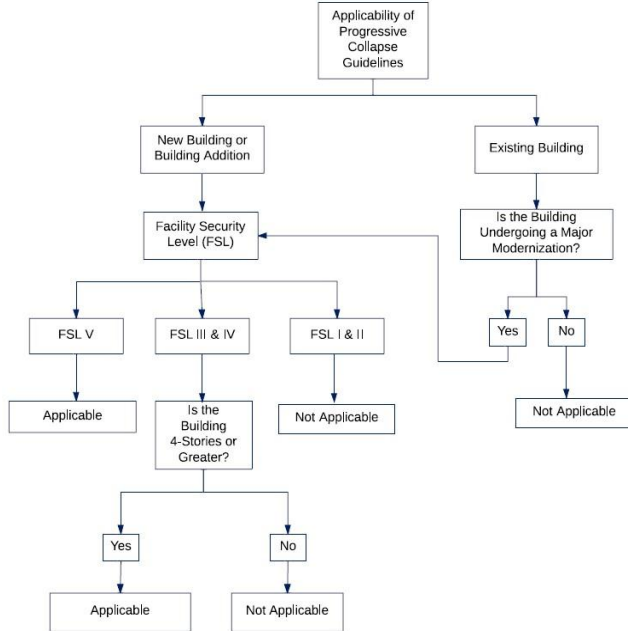 Applicability of
Progressive
Collapse
Guidelines
New Building or
Building Addition
Existing Building
Facility Security
Level (FSL)
Is the Building
Undergoing a Major
Modernization?
FSL V
FSL III & IV
FSL I & II
Yes
No
Applicable
Is the
Building
4-Stories or
Greater?
Not Applicable
Not Applicable
Yes
No
Applicable
Not Applicable